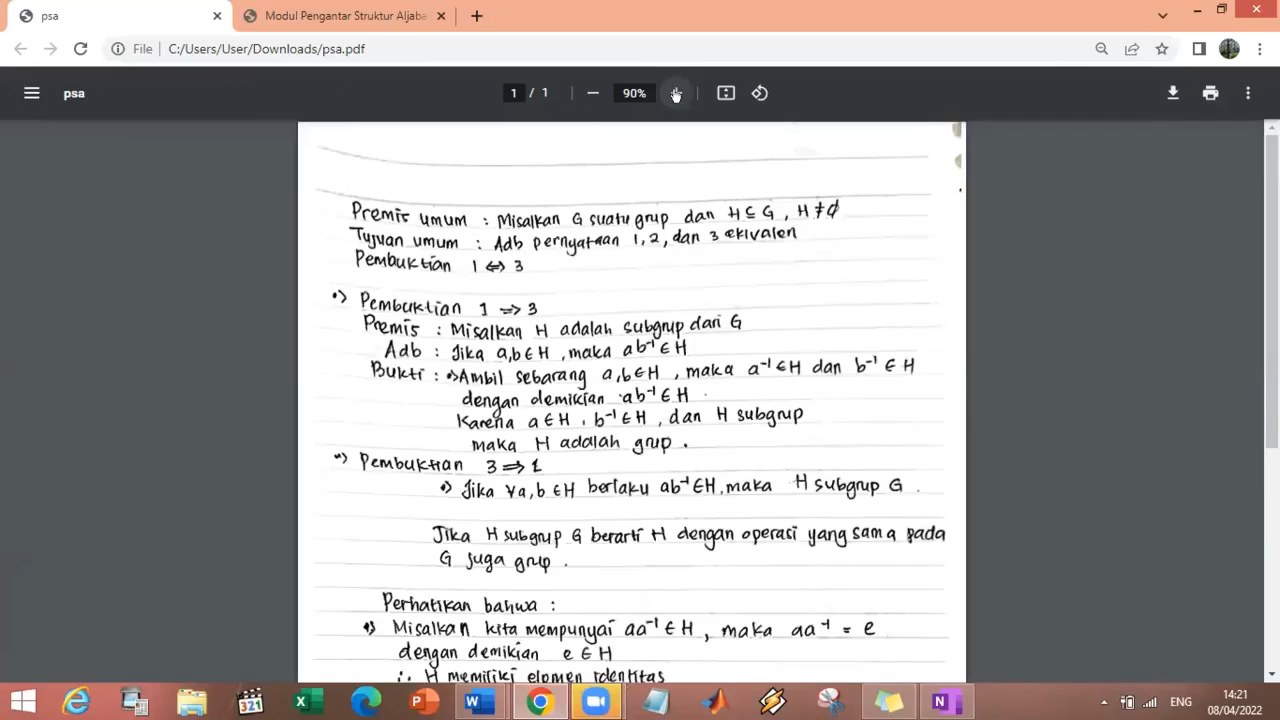 psa
Modul Pengantar Struktur Aljaba
File
C:/Users/User/Downloads/psa.pdf
psa
1 / 1
90%
Premis umum : Misalkan G suatu grup dan H ⊆ G, H ≠ ∅
Tujuan umum : Adb pernyataan 1, 2, dan 3 ekivalen
Pembuktian 1 ⇔ 3
•) Pembuktian 1 ⇒ 3
Premis : Misalkan H adalah subgrup dari G
Adb : Jika a,b ∈ H, maka ab⁻¹ ∈ H
Bukti : •) Ambil sebarang a,b ∈ H, maka a⁻¹ ∈ H dan b⁻¹ ∈ H
dengan demikian ab⁻¹ ∈ H
Karena a ∈ H, b⁻¹ ∈ H, dan H subgrup
maka H adalah grup.
••) Pembuktian 3 ⇒ 1
•) Jika ∀a,b ∈ H berlaku ab⁻¹ ∈ H, maka H subgrup G.
Jika H subgrup G berarti H dengan operasi yang sama pada
G juga grup.
Perhatikan bahwa :
•) Misalkan kita mempunyai aa⁻¹ ∈ H, maka aa⁻¹ = e
dengan demikian e ∈ H
∴ H memiliki elemen identitas
321
ENG
14:21
08/04/2022